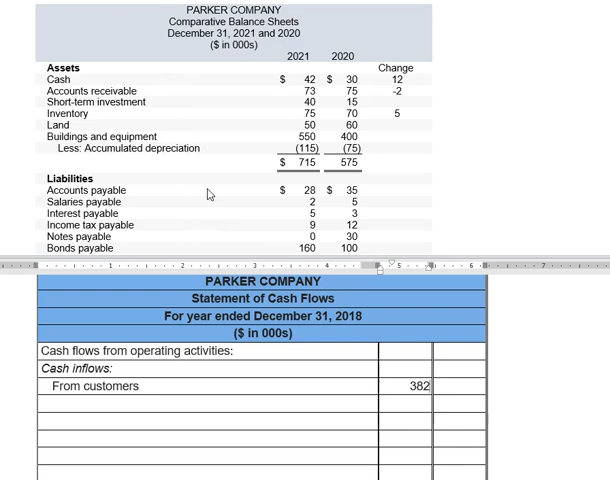 PARKER COMPANY
Comparative Balance Sheets
December 31, 2021 and 2020
($ in 000s)
2021 2020
Assets Change
Cash $ 42 $ 30 12
Accounts receivable 73 75 -2
Short-term investment 40 15
Inventory 75 70 5
Land 50 60
Buildings and equipment 550 400
Less: Accumulated depreciation (115) (75)
$ 715 575
Liabilities
Accounts payable $ 28 $ 35
Salaries payable 2 5
Interest payable 5 3
Income tax payable 9 12
Notes payable 0 30
Bonds payable 160 100
1 2 3 4 5 6 7
PARKER COMPANY
Statement of Cash Flows
For year ended December 31, 2018
($ in 000s)
Cash flows from operating activities:
Cash inflows:
From customers 382